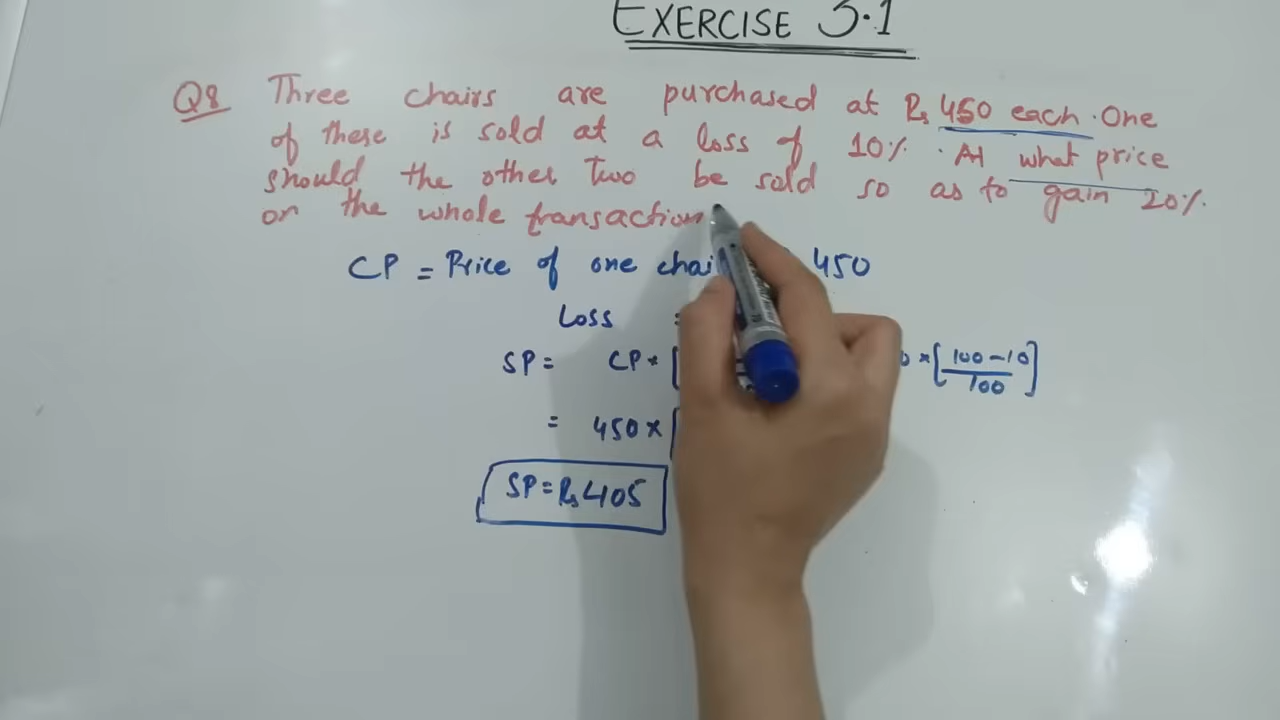 EXERCISE 3.1
Q8 Three chairs are purchased at Rs 450 each. One
of these is sold at a loss of 10%. At what price
should the other two be sold so as to gain 20%
on the whole transaction
CP = Price of one chai 450
Loss =
SP = CP × [ 0 × [100-10/100]
= 450 × [
SP = Rs 405